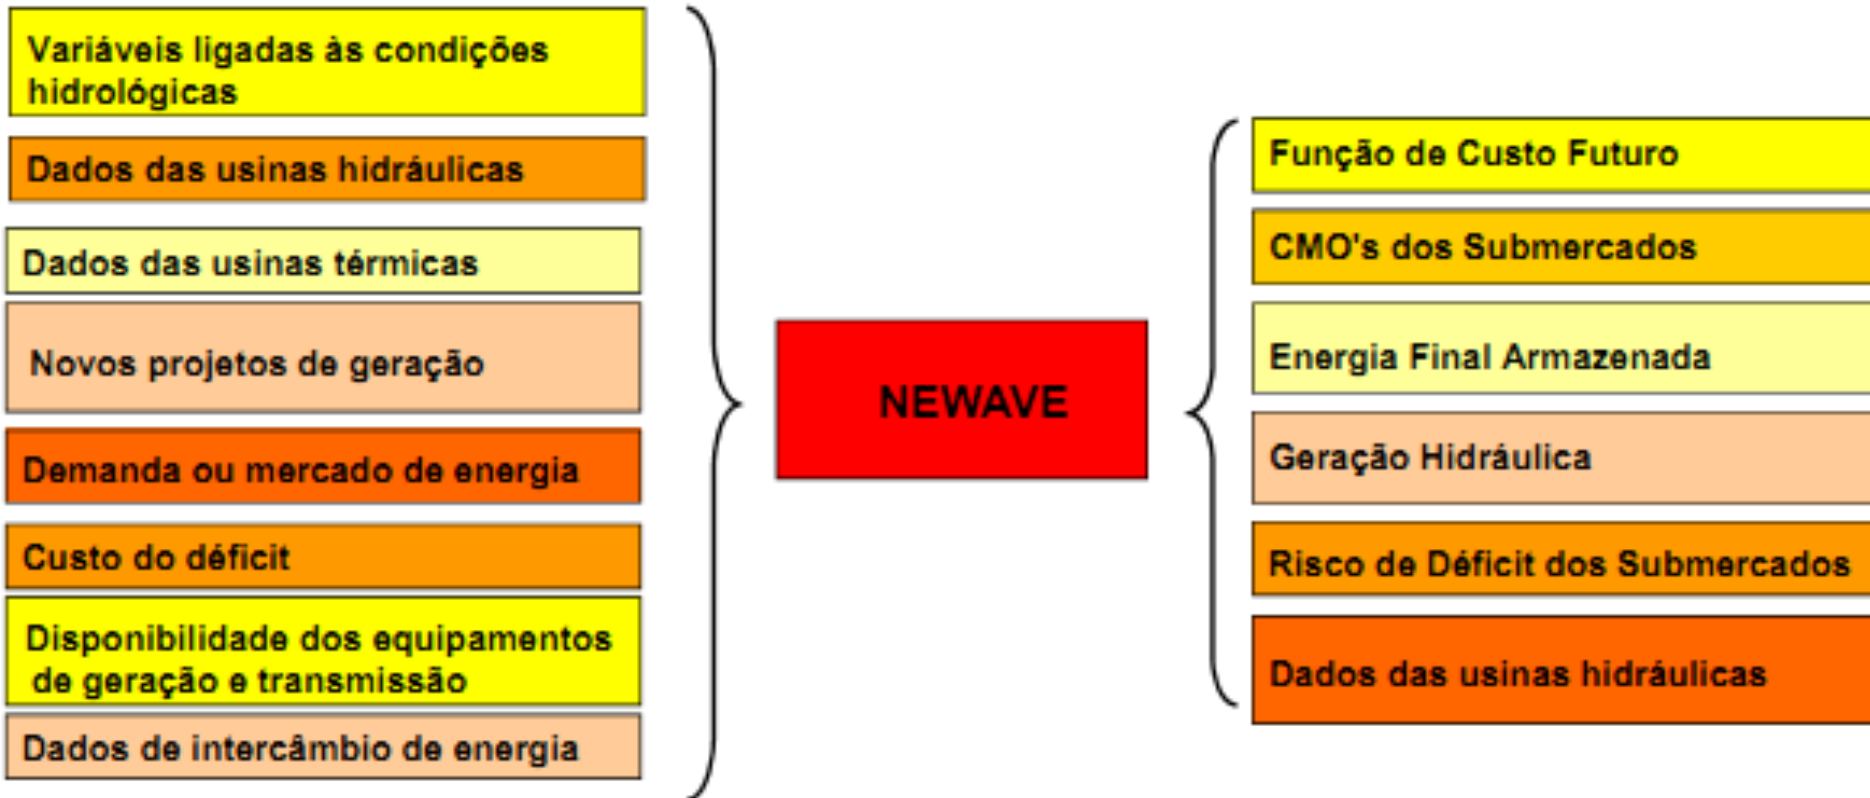 Variáveis ligadas às condições
hidrológicas
Dados das usinas hidráulicas
Dados das usinas térmicas
Novos projetos de geração
Demanda ou mercado de energia
Custo do déficit
Disponibilidade dos equipamentos
de geração e transmissão
Dados de intercâmbio de energia
NEWAVE
Função de Custo Futuro
CMO's dos Submercados
Energia Final Armazenada
Geração Hidráulica
Risco de Déficit dos Submercados
Dados das usinas hidráulicas